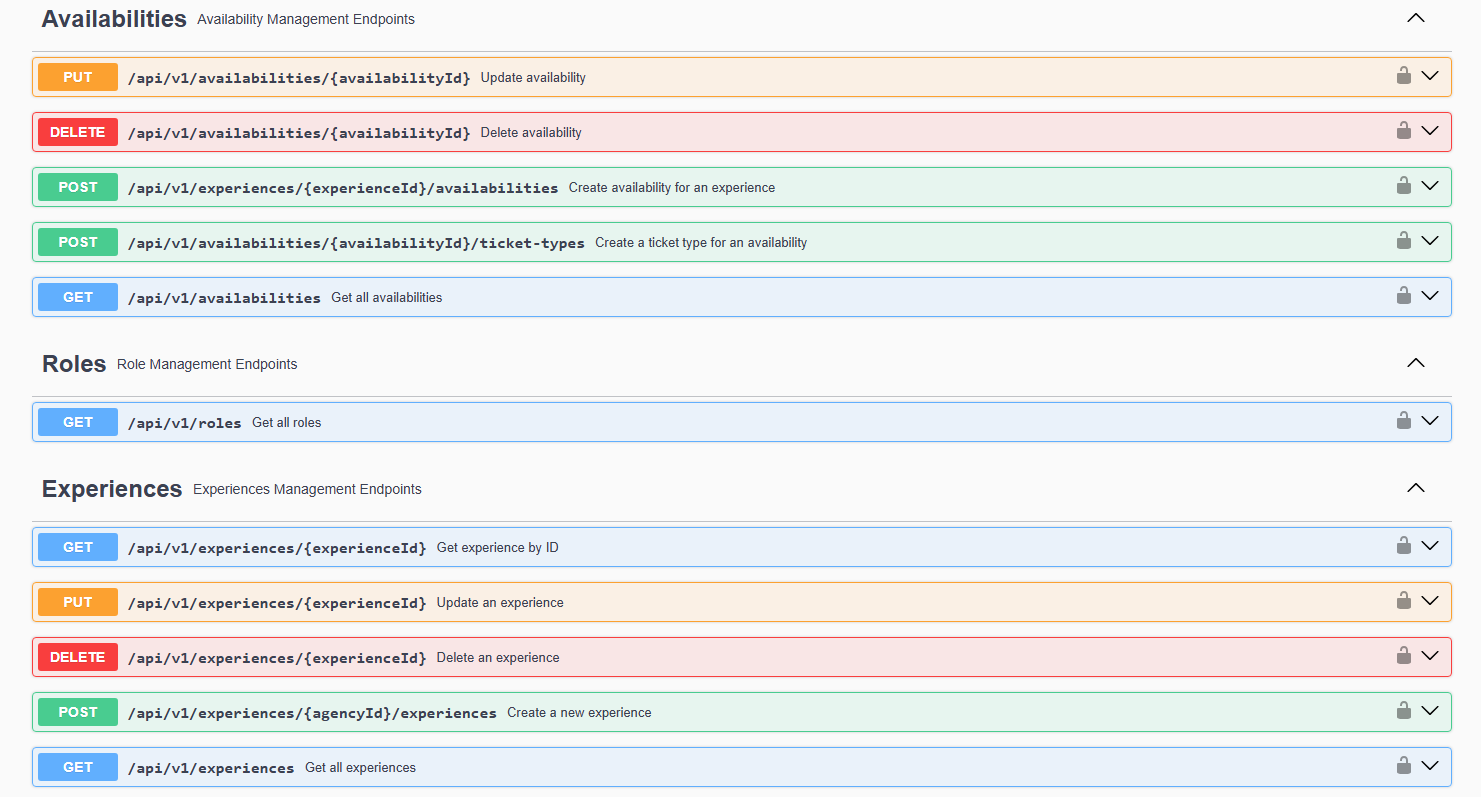 Availabilities Availability Management Endpoints
PUT /api/v1/availabilities/{availabilityId} Update availability
DELETE /api/v1/availabilities/{availabilityId} Delete availability
POST /api/v1/experiences/{experienceId}/availabilities Create availability for an experience
POST /api/v1/availabilities/{availabilityId}/ticket-types Create a ticket type for an availability
GET /api/v1/availabilities Get all availabilities
Roles Role Management Endpoints
GET /api/v1/roles Get all roles
Experiences Experiences Management Endpoints
GET /api/v1/experiences/{experienceId} Get experience by ID
PUT /api/v1/experiences/{experienceId} Update an experience
DELETE /api/v1/experiences/{experienceId} Delete an experience
POST /api/v1/experiences/{agencyId}/experiences Create a new experience
GET /api/v1/experiences Get all experiences